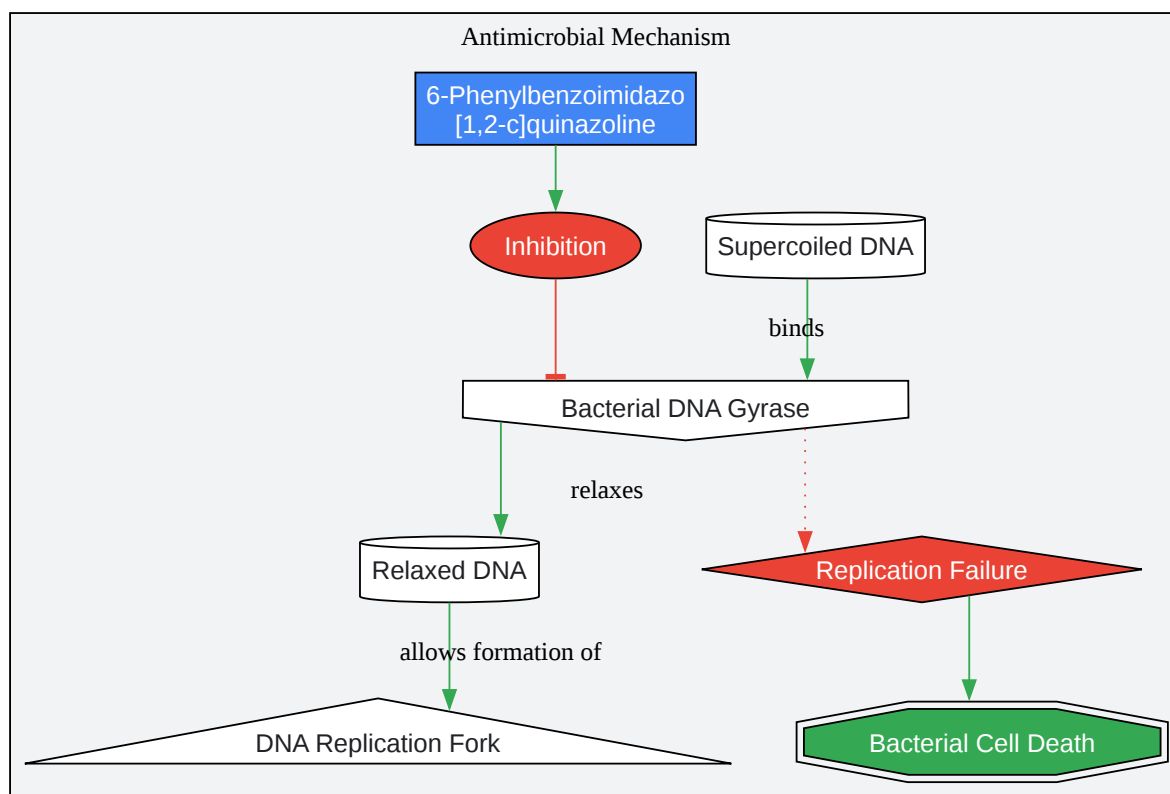 Antimicrobial Mechanism
6-Phenylbenzoimidazo
[1,2-c]quinazoline
Inhibition
Supercoiled DNA
binds
Bacterial DNA Gyrase
relaxes
Relaxed DNA
Replication Failure
allows formation of
DNA Replication Fork
Bacterial Cell Death